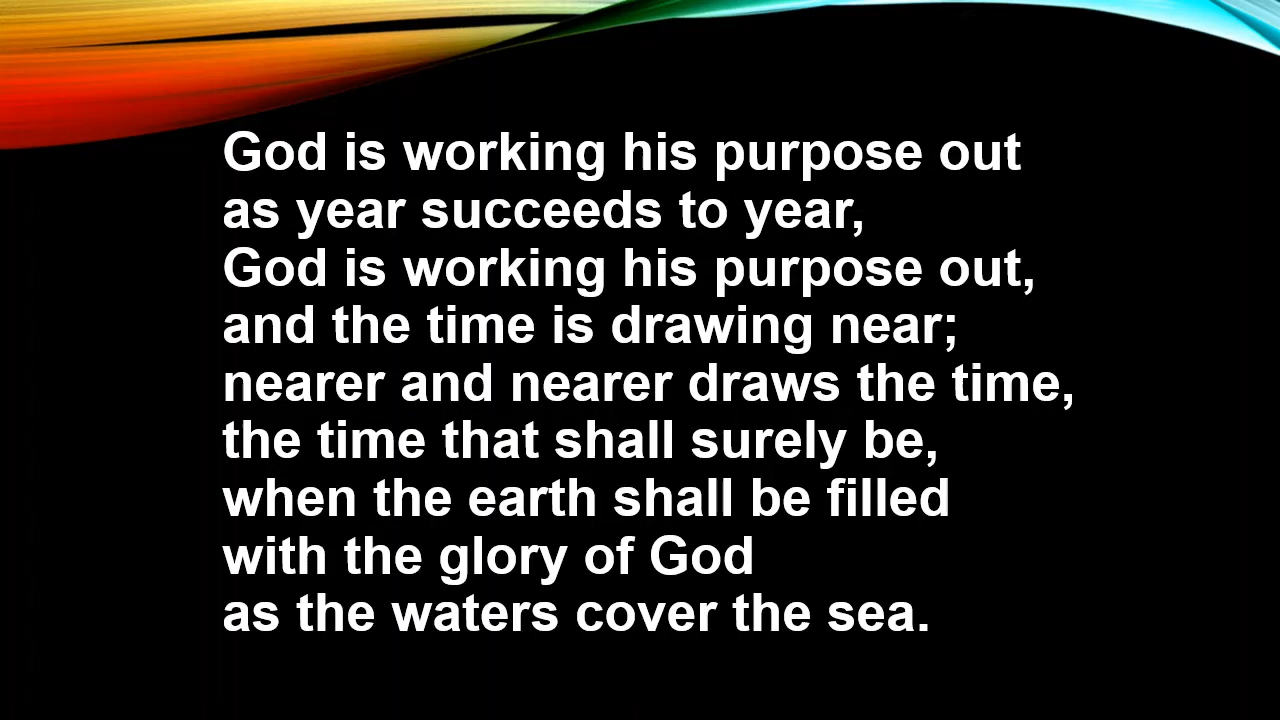 God is working his purpose out
as year succeeds to year,
God is working his purpose out,
and the time is drawing near;
nearer and nearer draws the time,
the time that shall surely be,
when the earth shall be filled
with the glory of God
as the waters cover the sea.